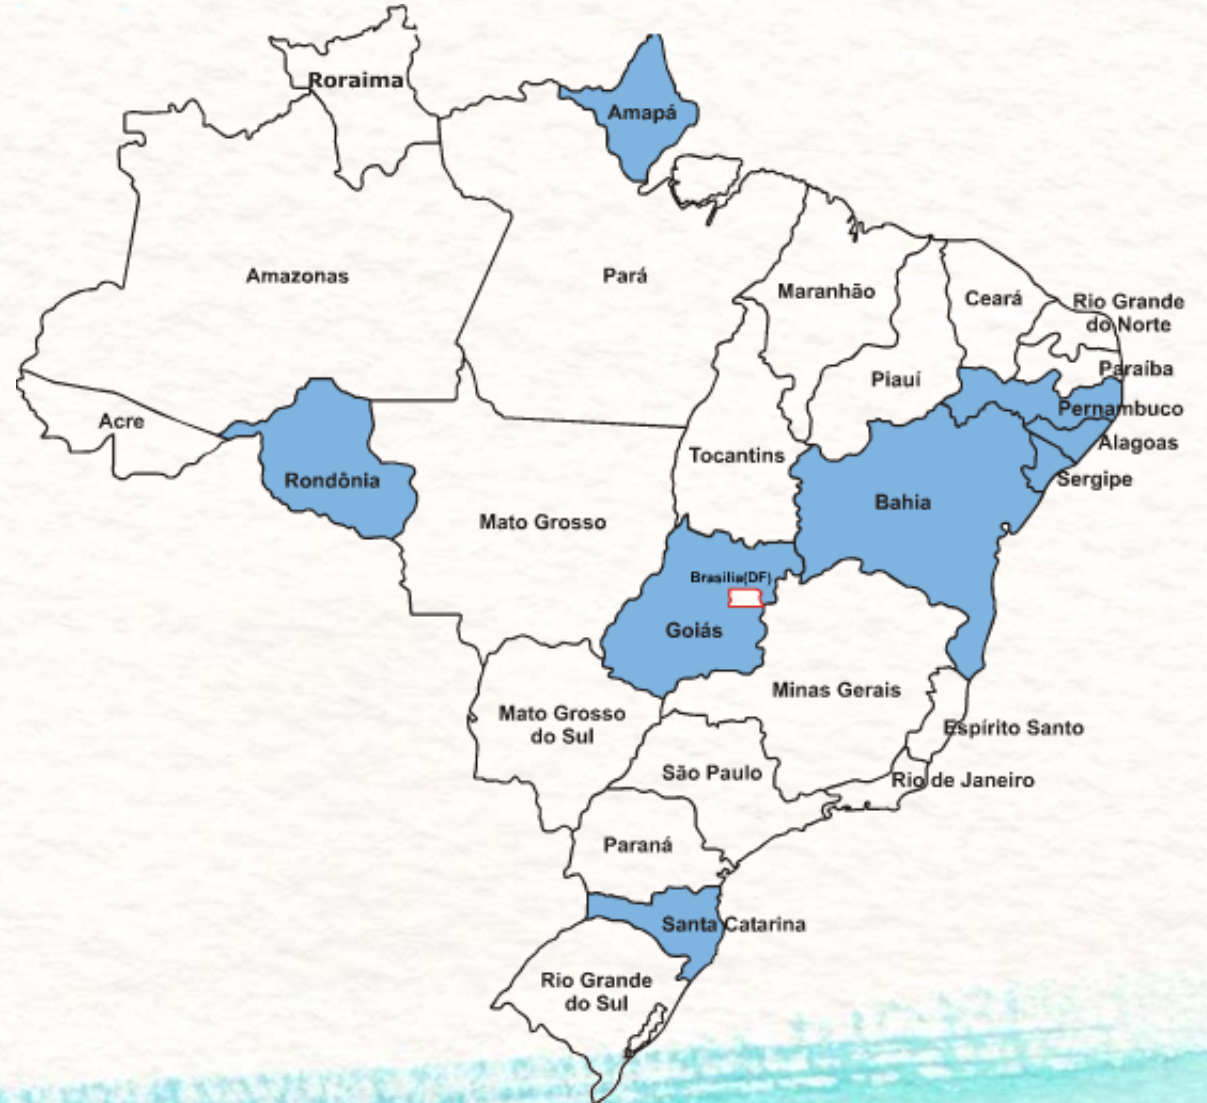 Roraima
Amapá
Amazonas
Pará
Maranhão
Ceará
Rio Grande
do Norte
Paraíba
Piauí
Pernambuco
Acre
Alagoas
Tocantins
Rondônia
Sergipe
Bahia
Mato Grosso
Brasilia(DF)
Goiás
Minas Gerais
Mato Grosso
do Sul
Espírito Santo
São Paulo
Rio de Janeiro
Paraná
Santa Catarina
Rio Grande
do Sul